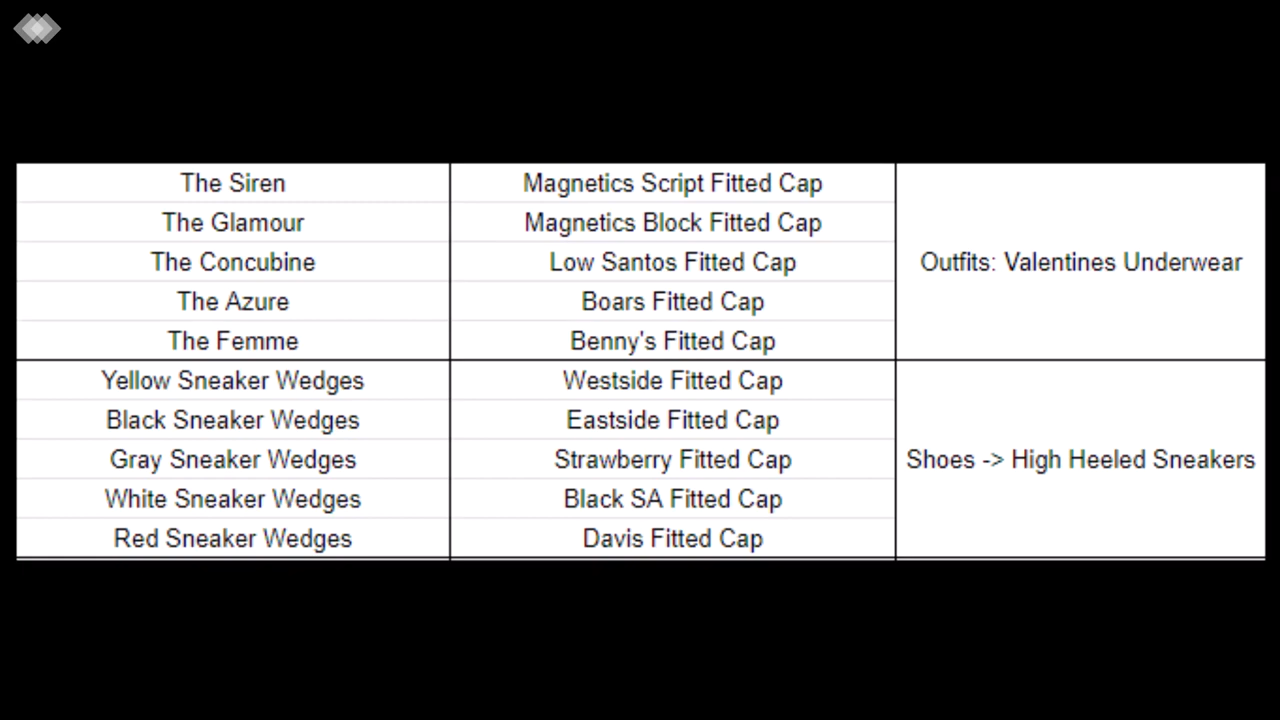 The Siren
Magnetics Script Fitted Cap
The Glamour
Magnetics Block Fitted Cap
The Concubine
Low Santos Fitted Cap
Outfits: Valentines Underwear
The Azure
Boars Fitted Cap
The Femme
Benny's Fitted Cap
Yellow Sneaker Wedges
Westside Fitted Cap
Black Sneaker Wedges
Eastside Fitted Cap
Gray Sneaker Wedges
Strawberry Fitted Cap
Shoes -> High Heeled Sneakers
White Sneaker Wedges
Black SA Fitted Cap
Red Sneaker Wedges
Davis Fitted Cap